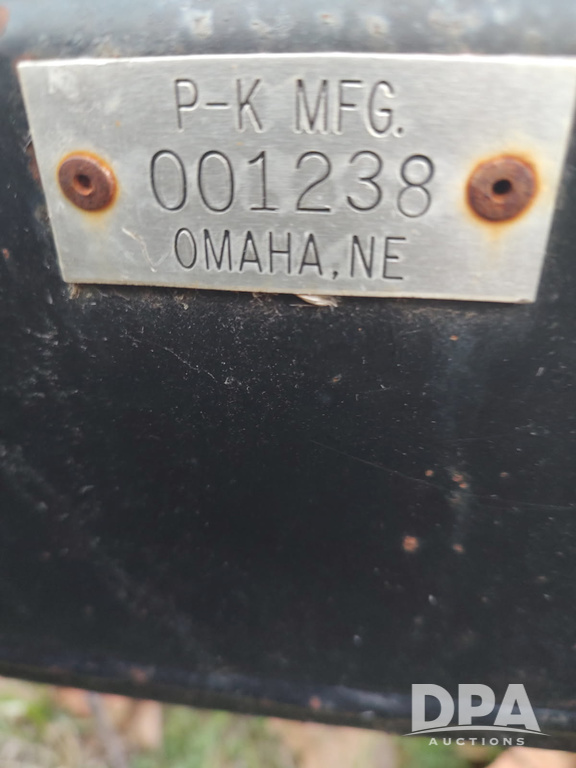 P-K MFG.
001238
OMAHA, NE
DPA
AUCTIONS